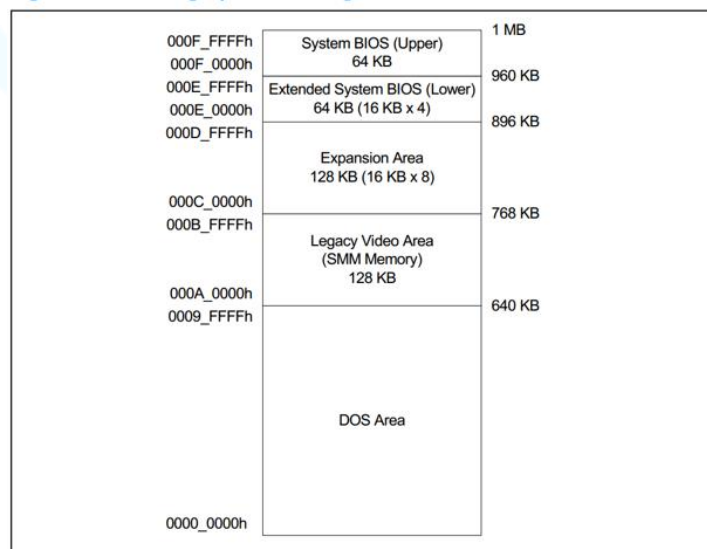 000F_FFFFh
System BIOS (Upper)
64 KB
1 MB
000F_0000h
960 KB
000E_FFFFh
Extended System BIOS (Lower)
64 KB (16 KB x 4)
000E_0000h
896 KB
000D_FFFFh
Expansion Area
128 KB (16 KB x 8)
000C_0000h
768 KB
000B_FFFFh
Legacy Video Area
(SMM Memory)
128 KB
000A_0000h
640 KB
0009_FFFFh
DOS Area
0000_0000h